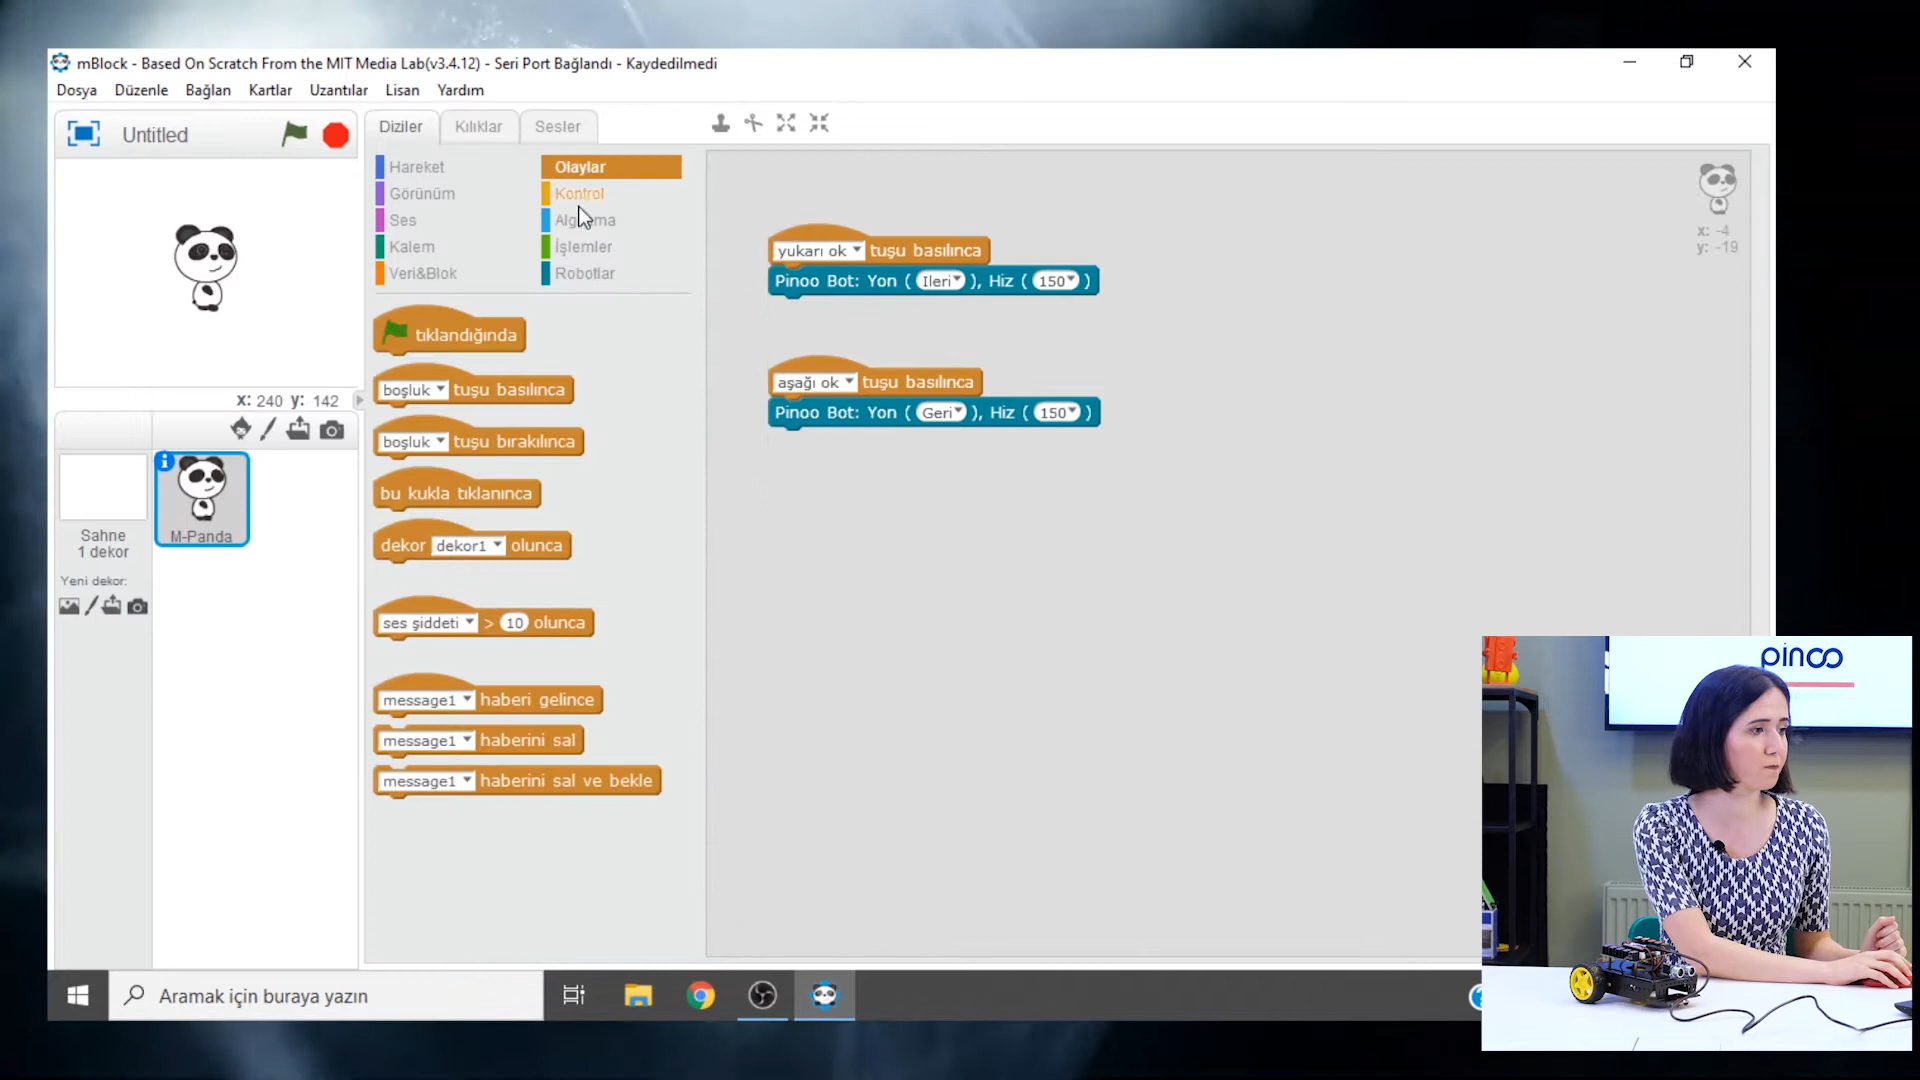 mBlock - Based On Scratch From the MIT Media Lab(v3.4.12) - Seri Port Bağlandı - Kaydedilmedi
Dosya Düzenle Bağlan Kartlar Uzantılar Lisan Yardım
Untitled
Diziler Kılıklar Sesler
Hareket Olaylar
Görünüm Kontrol
Ses
Kalem İşlemler
Veri&Blok Robotlar
tıklandığında
boşluk tuşu basılınca
boşluk tuşu bırakılınca
bu kukla tıklanınca
dekor dekor1 olunca
ses şiddeti > 10 olunca
message1 haberi gelince
message1 haberini sal
message1 haberini sal ve bekle
yukarı ok tuşu basılınca
Pinoo Bot: Yon ( Ileri ), Hiz ( 150 )
aşağı ok tuşu basılınca
Pinoo Bot: Yon ( Geri ), Hiz ( 150 )
x: -4
y: -19
x: 240 y: 142
Sahne
1 dekor
Yeni dekor:
M-Panda
pinoo
Aramak için buraya yazın